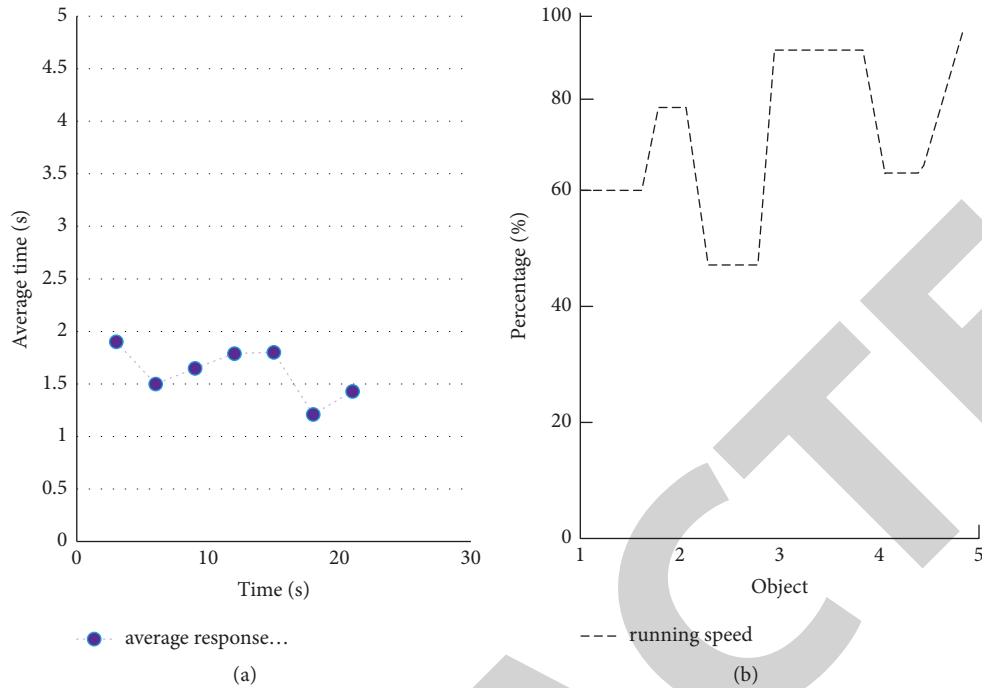 5
4.5
4
3.5
3
2.5
2
1.5
1
0.5
0
Average time (s)
0 10 20 30
Time (s)
average response…
(a)
100
80
60
40
20
0
Percentage (%)
1 2 3 4 5
Object
running speed
(b)